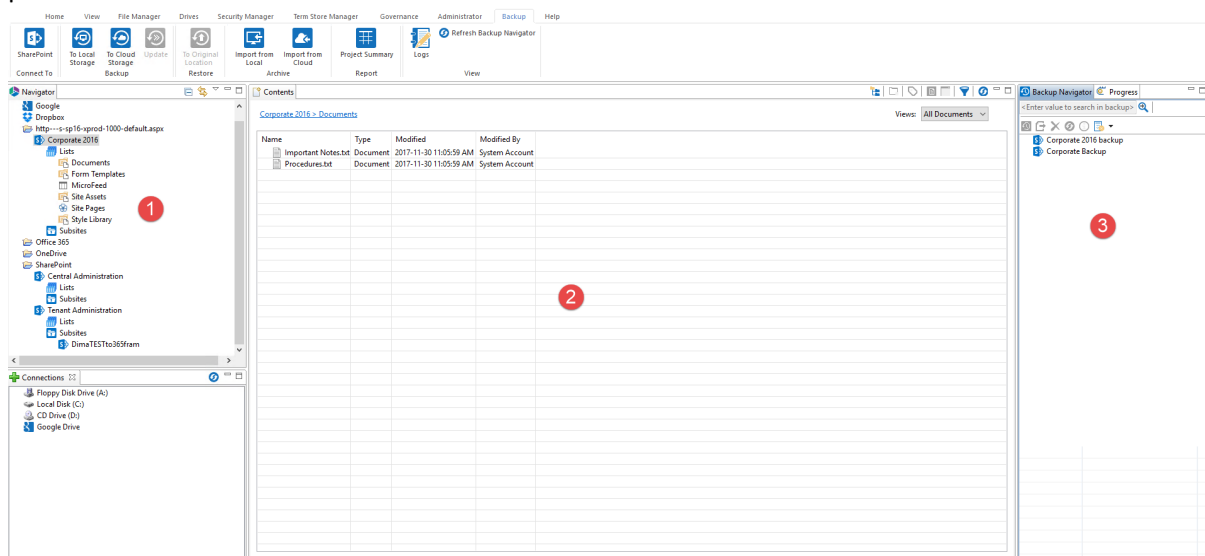 Home View File Manager Drives Security Manager Term Store Manager Governance Administrator Backup Help
SharePoint
To Local Storage
To Cloud Storage
Update
To Original Location
Import from Local
Import from Cloud
Project Summary
Logs
Refresh Backup Navigator
Connect To Backup Restore Archive Report View
Navigator
Google
Dropbox
http---s-sp16-xprod-1000-default.aspx
Corporate 2016
Lists
Documents
Form Templates
MicroFeed
Site Assets
Site Pages
Style Library
Subsites
Office 365
OneDrive
SharePoint
Central Administration
Lists
Subsites
Tenant Administration
Lists
Subsites
DimaTESTto365fram
1
Connections
Floppy Disk Drive (A:)
Local Disk (C:)
CD Drive (D:)
Google Drive
Contents
Corporate 2016 > Documents
Views: All Documents
Name Type Modified Modified By
Important Notes.txt Document 2017-11-30 11:05:59 AM System Account
Procedures.txt Document 2017-11-30 11:05:59 AM System Account
2
Backup Navigator Progress
<Enter value to search in backup>
Corporate 2016 backup
Corporate Backup
3